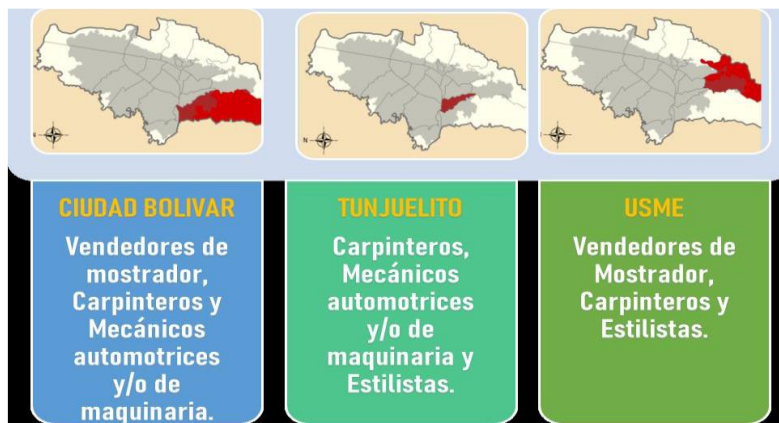 CIUDAD BOLIVAR
Vendedores de
mostrador,
Carpinteros y
Mecánicos
automotrices
y/o de
maquinaria.
TUNJUELITO
Carpinteros,
Mecánicos
automotrices
y/o de
maquinaria y
Estilistas.
USME
Vendedores de
Mostrador,
Carpinteros y
Estilistas.